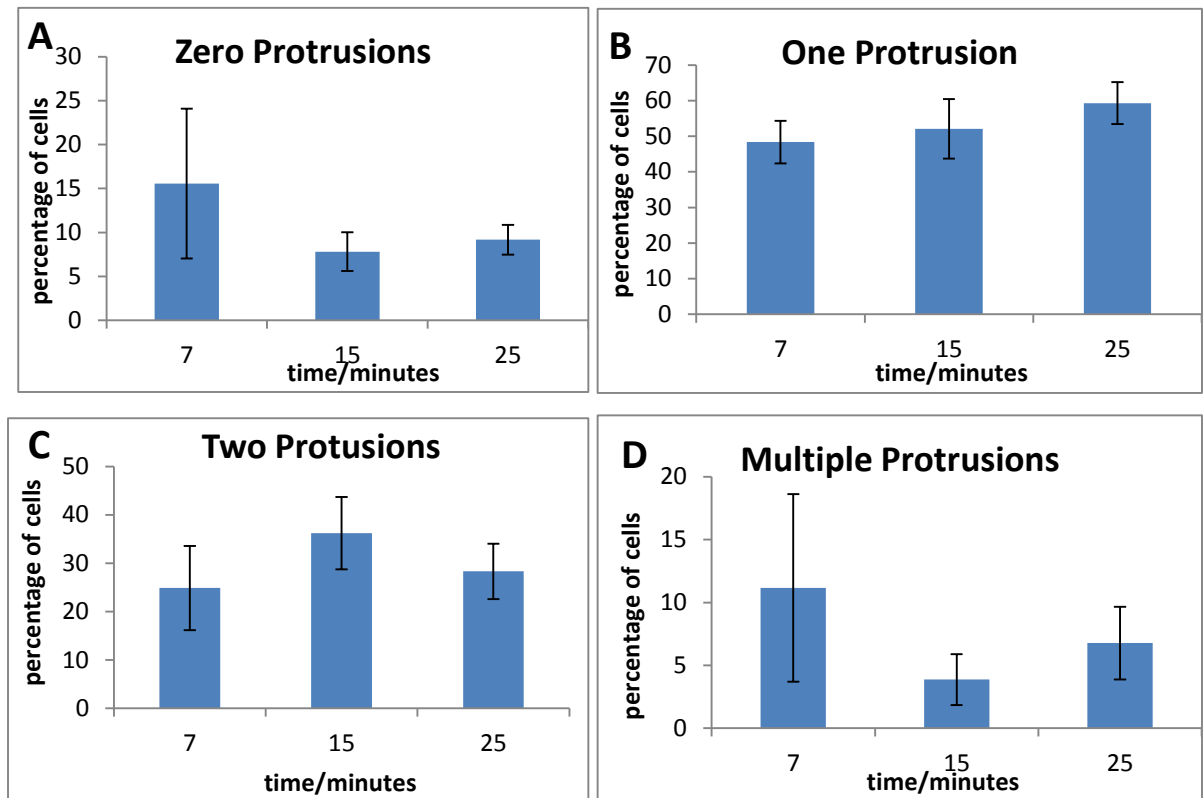 A
Zero Protrusions
percentage of cells
30
25
20
15
10
5
0
7 15 25
time/minutes
B
One Protrusion
percentage of cells
70
60
50
40
30
20
10
0
7 15 25
time/minutes
C
Two Protusions
percentage of cells
50
40
30
20
10
0
7 15 25
time/minutes
D
Multiple Protrusions
percentage of cells
20
15
10
5
0
7 15 25
time/minutes